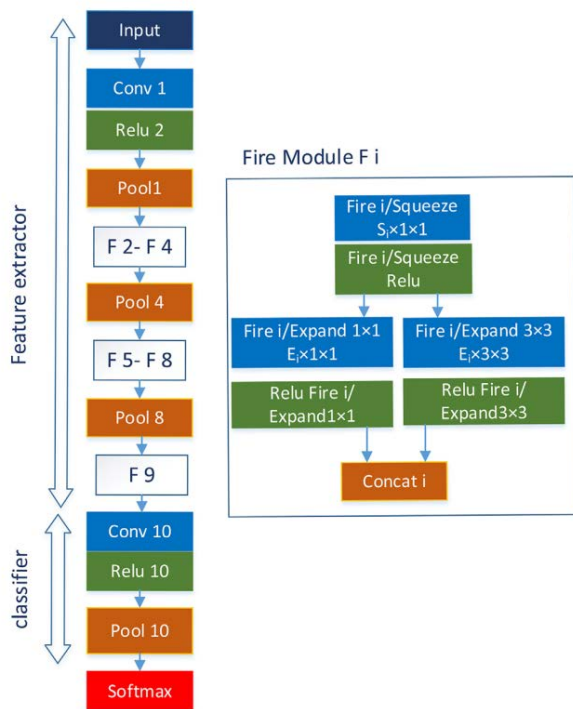 Feature extractor
classifier
Input
Conv 1
Relu 2
Pool1
F 2- F 4
Pool 4
F 5- F 8
Pool 8
F 9
Conv 10
Relu 10
Pool 10
Softmax
Fire Module F i
Fire i/Squeeze
Sᵢ×1×1
Fire i/Squeeze
Relu
Fire i/Expand 1×1
Eᵢ×1×1
Fire i/Expand 3×3
Eᵢ×3×3
Relu Fire i/
Expand1×1
Relu Fire i/
Expand3×3
Concat i